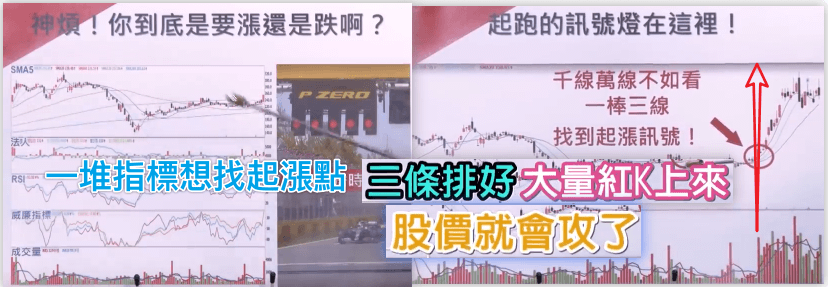 神煩！你到底是要漲還是跌啊？
SMA5
法人
RSI
威廉指標
成交量
P ZERO
時
一堆指標想找起漲點
起跑的訊號燈在這裡！
千線萬線不如看
一棒三線
找到起漲訊號！
三條排好 大量紅K上來
股價就會攻了